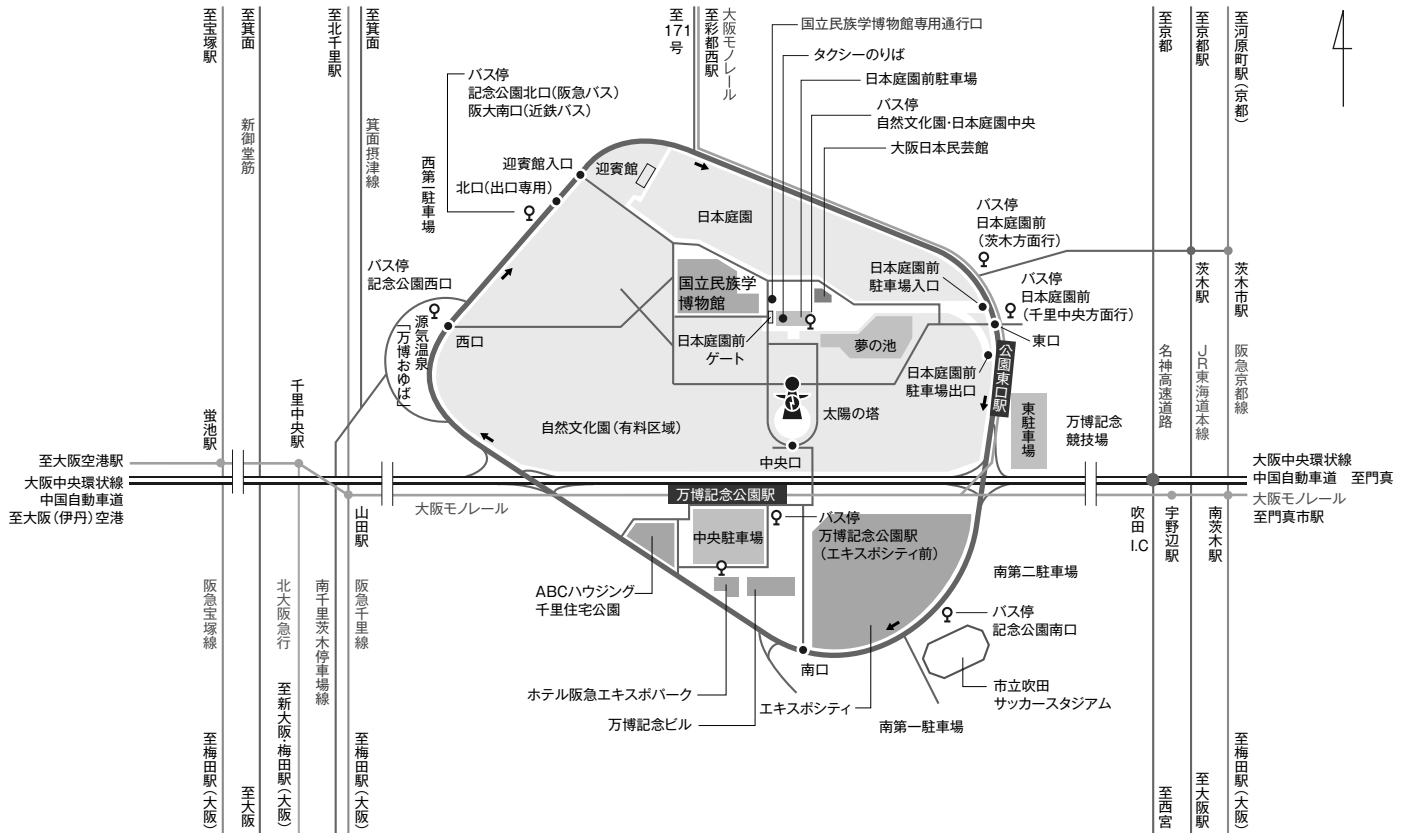 至宝塚駅
至箕面
至北千里駅
至箕面
至
171
号
至彩都西駅
大阪モノレール
国立民族学博物館専用通行口
タクシーのりば
日本庭園前駐車場
バス停
自然文化園・日本庭園中央
大阪日本民芸館
至京都
至京都駅
至河原町駅(京都)
バス停
記念公園北口(阪急バス)
阪大南口(近鉄バス)
新御堂筋
箕面摂津線
西第一駐車場
迎賓館入口
迎賓館
北口(出口専用)
日本庭園
バス停
日本庭園前
(茨木方面行)
バス停
記念公園西口
国立民族学
博物館
日本庭園前
駐車場入口
バス停
日本庭園前
(千里中央方面行)
茨木駅
茨木市駅
源気温泉
「万博おゆば」
西口
日本庭園前
ゲート
夢の池
東口
公園東口駅
日本庭園前
駐車場出口
名神高速道路
JR東海道本線
阪急京都線
太陽の塔
東駐車場
万博記念
競技場
蛍池駅
千里中央駅
自然文化園(有料区域)
中央口
至大阪空港駅
大阪中央環状線
中国自動車道
至大阪(伊丹)空港
大阪中央環状線
中国自動車道 至門真
大阪モノレール
至門真市駅
大阪モノレール
万博記念公園駅
山田駅
中央駐車場
バス停
万博記念公園駅
(エキスポシティ前)
吹田
I.C
宇野辺駅
南茨木駅
ABCハウジング
千里住宅公園
南第二駐車場
バス停
記念公園南口
阪急宝塚線
北大阪急行
南千里茨木停車場線
阪急千里線
南口
ホテル阪急エキスポパーク
万博記念ビル
エキスポシティ
南第一駐車場
市立吹田
サッカースタジアム
至梅田駅(大阪)
至大阪
至新大阪・梅田駅(大阪)
至梅田駅(大阪)
至西宮
至大阪駅
至梅田駅(大阪)